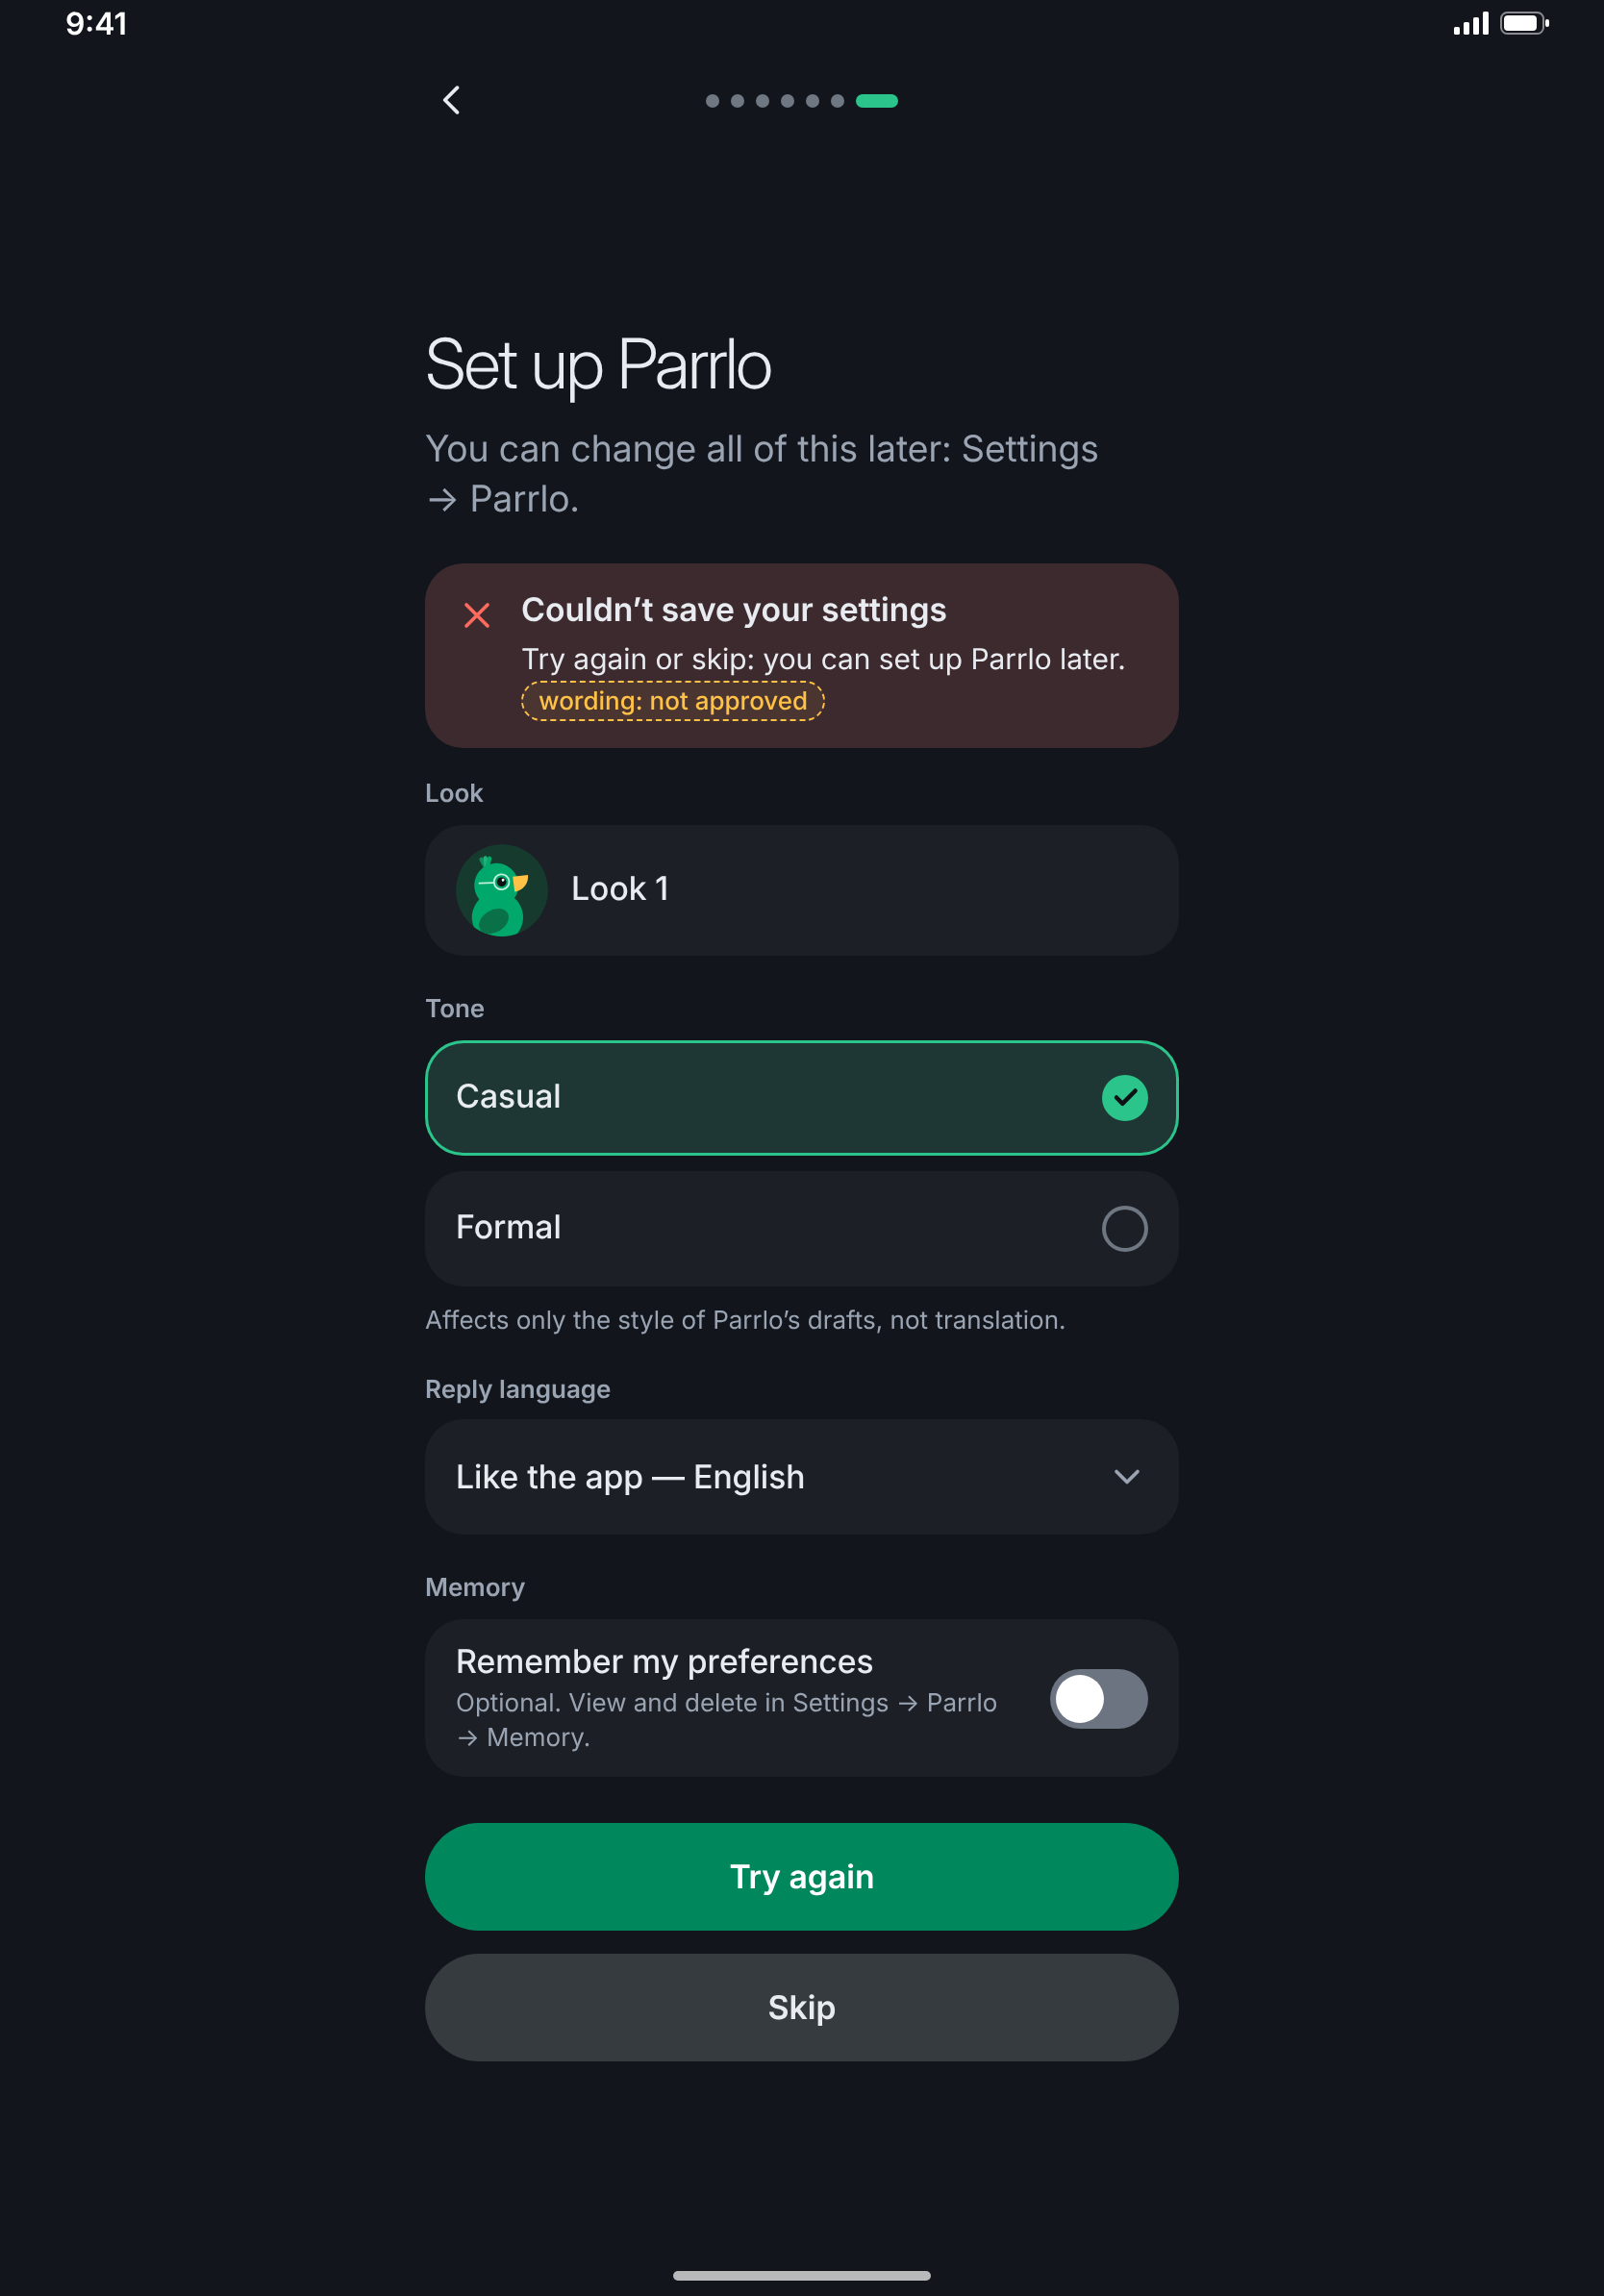 9:41
Set up Parrlo
You can change all of this later: Settings
→ Parrlo.
Couldn’t save your settings
Try again or skip: you can set up Parrlo later.
wording: not approved
Look
Look 1
Tone
Casual
Formal
Affects only the style of Parrlo’s drafts, not translation.
Reply language
Like the app — English
Memory
Remember my preferences
Optional. View and delete in Settings → Parrlo
→ Memory.
Try again
Skip